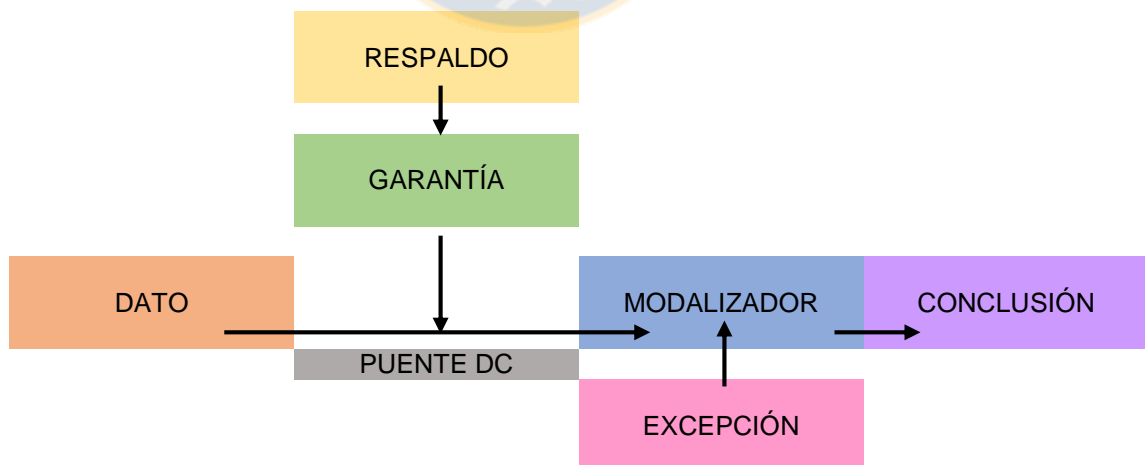 RESPALDO
GARANTÍA
DATO
MODALIZADOR
CONCLUSIÓN
PUENTE DC
EXCEPCIÓN